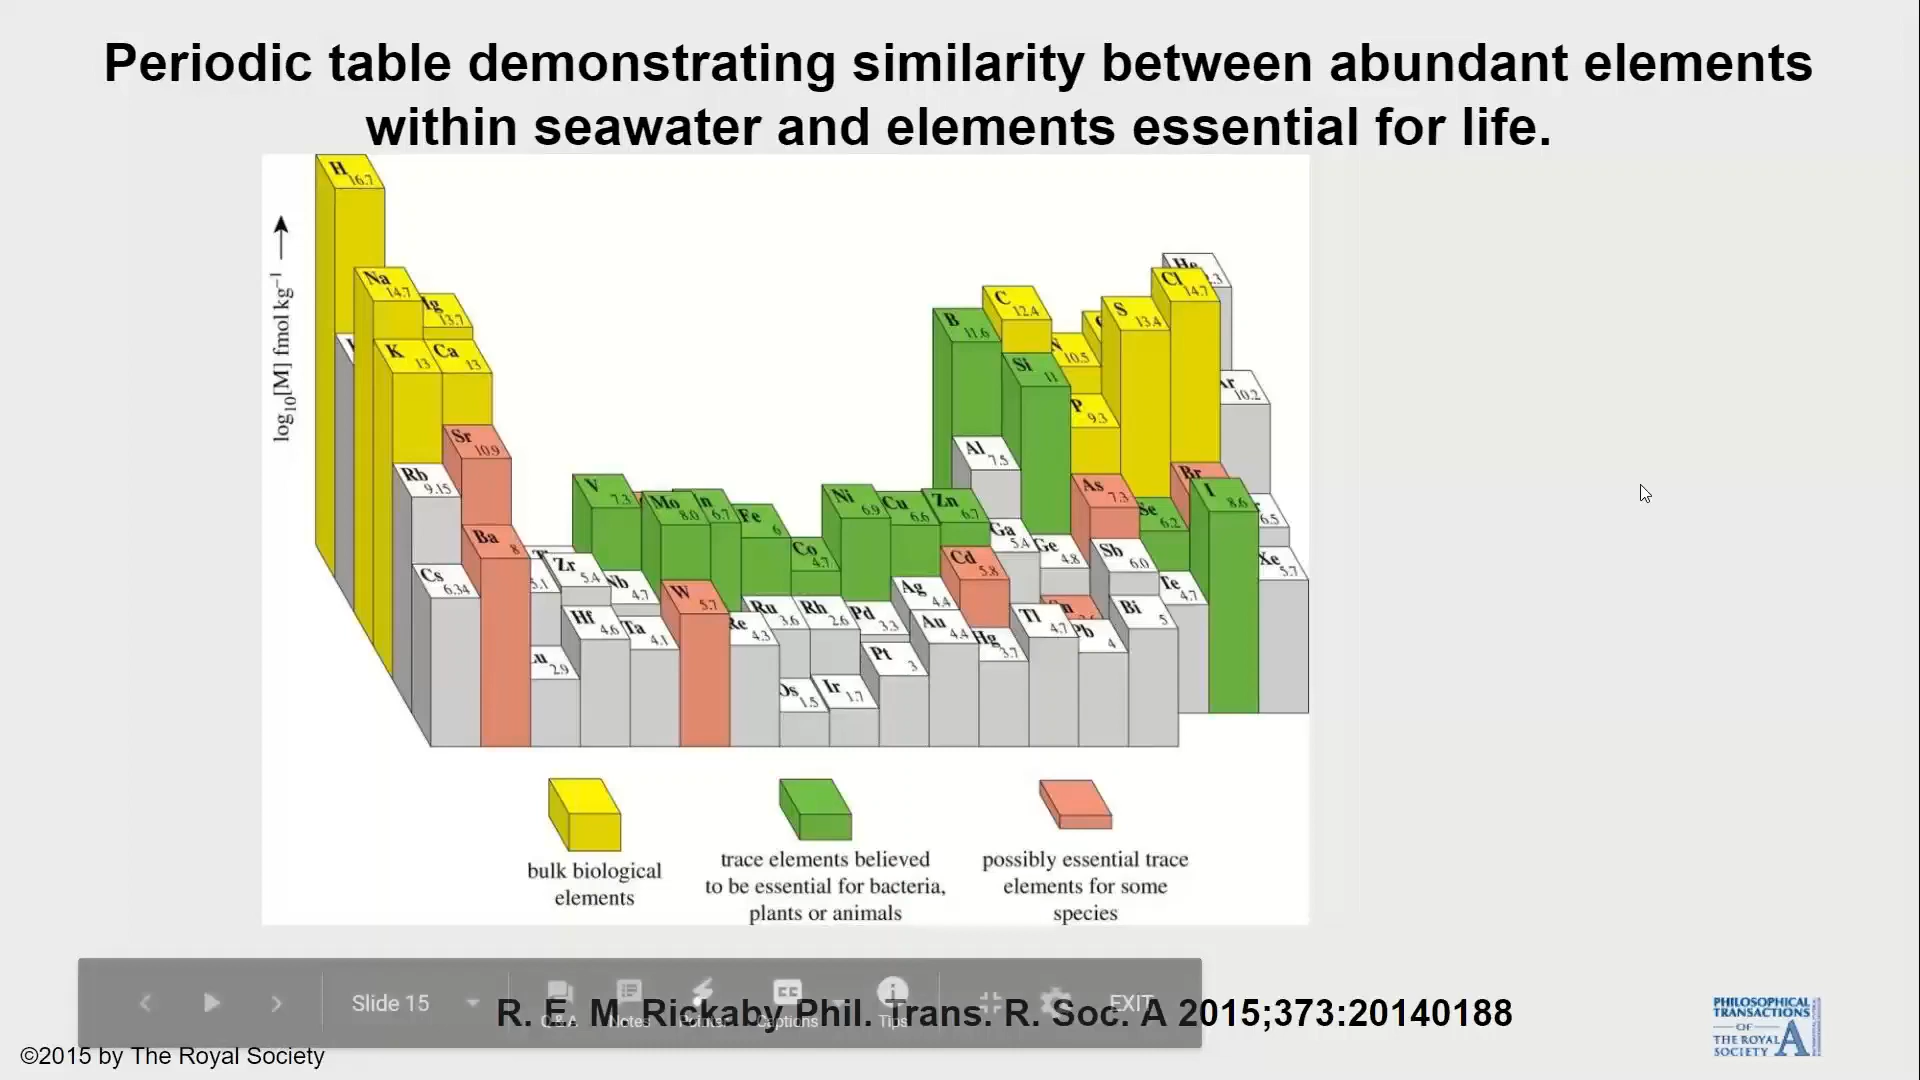 Periodic table demonstrating similarity between abundant elements
within seawater and elements essential for life.
log10[M] fmol kg−1
H 16.7
He
Na 14.7
13.7
K 13
Ca 13
Rb 9.15
Sr 10.9
Cs 6.34
Ba 8
V 7.3
Mo 8.0
6.7
Fe 6
Co 4.7
Ni 6.9
Cu 6.6
Zn 6.7
5.1
Zr 5.4
Nb 4.7
W 5.7
Hf 4.6
Ta 4.1
2.9
Re 4.3
Ru 3.6
Rh 2.6
Pd 3.3
Ag 4.4
Cd 5.8
Os 1.5
Ir 1.7
Pt 3
Au 4.4
Hg 3.7
Tl 4.7
Pb 4
Bi 5
B 11.6
C 12.4
N 10.5
S 13.4
Cl 14.7
Si 11
P 9.3
10.2
Al 7.5
Ga 5.4
Ge 4.8
As 7.3
Se 6.2
Br
I 8.6
6.5
Sb 6.0
Te 4.7
Xe 5.7
bulk biological
elements
trace elements believed
to be essential for bacteria,
plants or animals
possibly essential trace
elements for some
species
Slide 15
Q & A
Notes
Pointer
Captions
Tips
EXIT
R. E. M. Rickaby Phil. Trans. R. Soc. A 2015;373:20140188
©2015 by The Royal Society
PHILOSOPHICAL
TRANSACTIONS
OF
THE ROYAL
SOCIETY A